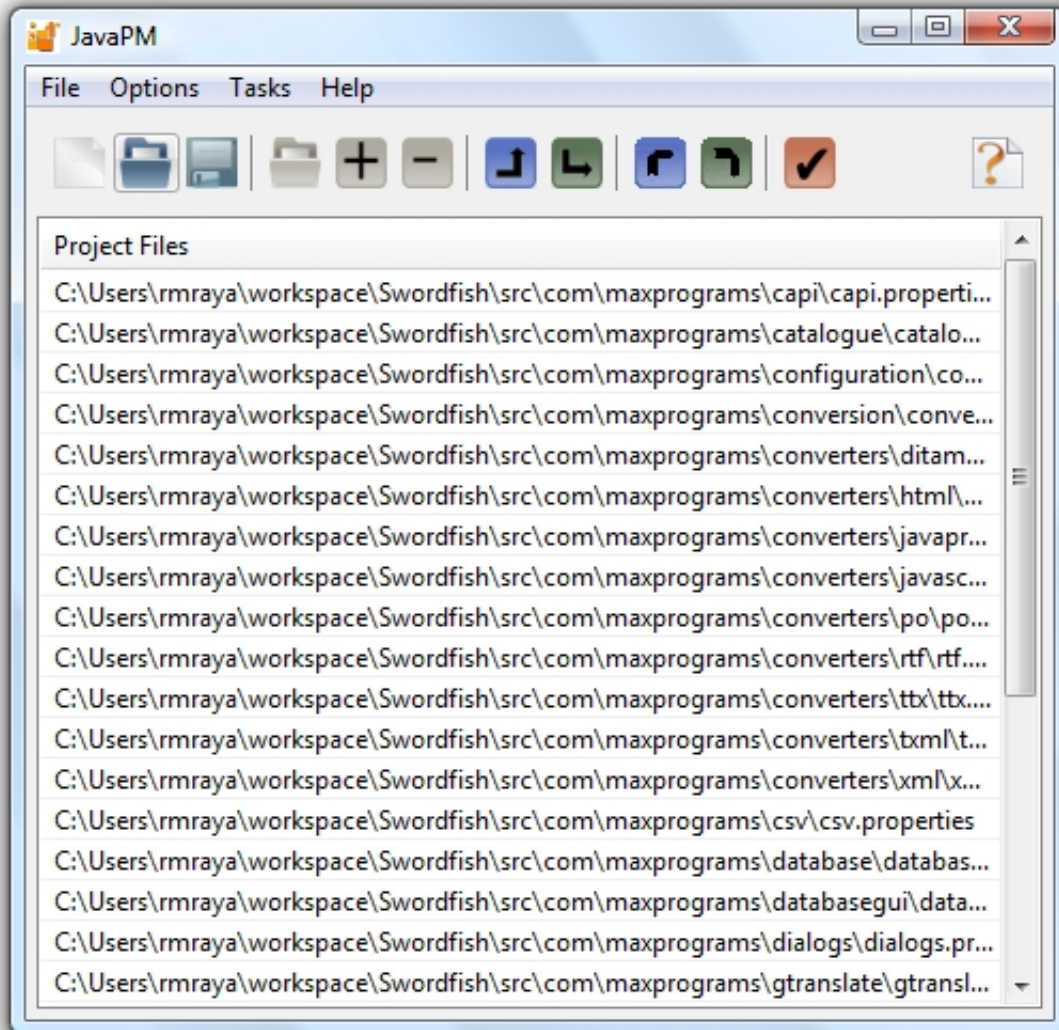 JavaPM
File Options Tasks Help
Project Files
C:\Users\rmraya\workspace\Swordfish\src\com\maxprograms\capi\capi.properti...
C:\Users\rmraya\workspace\Swordfish\src\com\maxprograms\catalogue\catalo...
C:\Users\rmraya\workspace\Swordfish\src\com\maxprograms\configuration\co...
C:\Users\rmraya\workspace\Swordfish\src\com\maxprograms\conversion\conve...
C:\Users\rmraya\workspace\Swordfish\src\com\maxprograms\converters\ditam...
C:\Users\rmraya\workspace\Swordfish\src\com\maxprograms\converters\html\...
C:\Users\rmraya\workspace\Swordfish\src\com\maxprograms\converters\javapr...
C:\Users\rmraya\workspace\Swordfish\src\com\maxprograms\converters\javasc...
C:\Users\rmraya\workspace\Swordfish\src\com\maxprograms\converters\po\po...
C:\Users\rmraya\workspace\Swordfish\src\com\maxprograms\converters\rtf\rtf....
C:\Users\rmraya\workspace\Swordfish\src\com\maxprograms\converters\ttx\ttx....
C:\Users\rmraya\workspace\Swordfish\src\com\maxprograms\converters\txml\t...
C:\Users\rmraya\workspace\Swordfish\src\com\maxprograms\converters\xml\x...
C:\Users\rmraya\workspace\Swordfish\src\com\maxprograms\csv\csv.properties
C:\Users\rmraya\workspace\Swordfish\src\com\maxprograms\database\databas...
C:\Users\rmraya\workspace\Swordfish\src\com\maxprograms\databasegui\data...
C:\Users\rmraya\workspace\Swordfish\src\com\maxprograms\dialogs\dialogs.pr...
C:\Users\rmraya\workspace\Swordfish\src\com\maxprograms\gtranslate\gtransl...